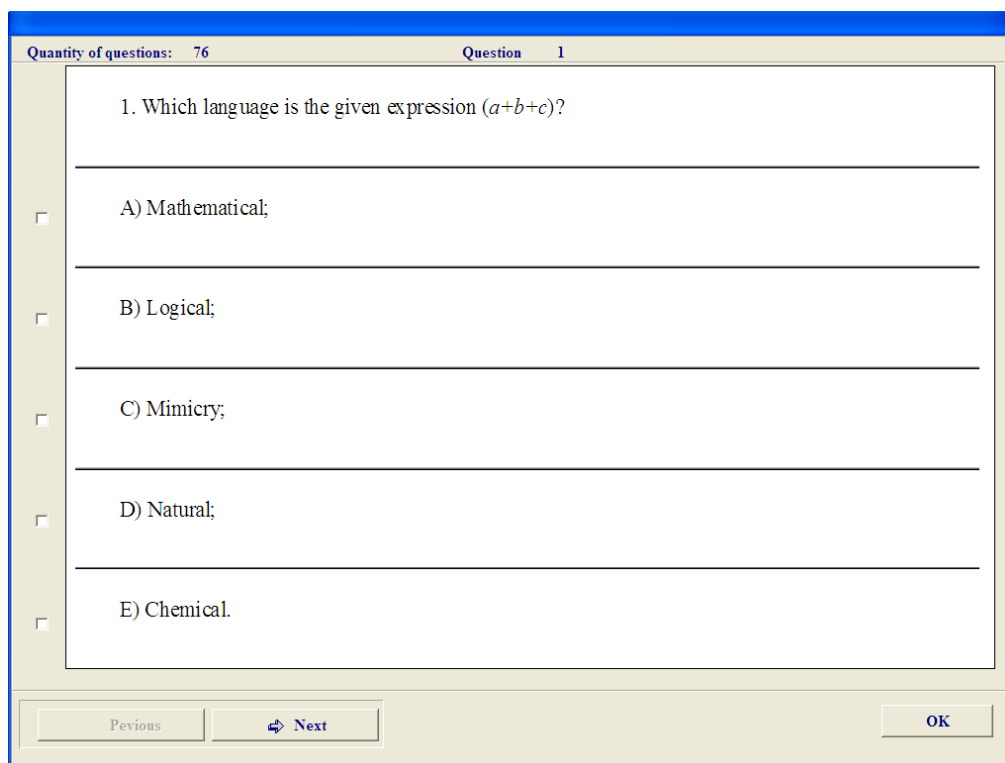 Quantity of questions: 76 Question 1
1. Which language is the given expression (a+b+c)?
A) Mathematical;
B) Logical;
C) Mimicry;
D) Natural;
E) Chemical.
Pevious Next OK